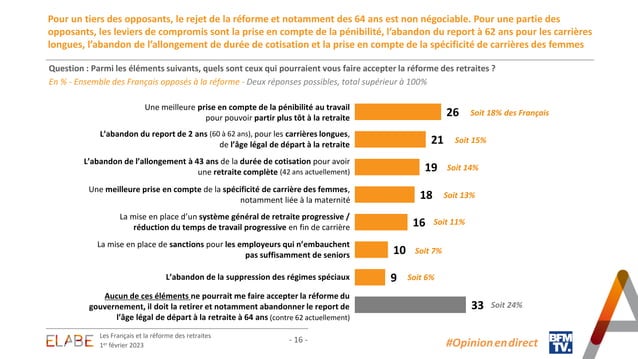 Pour un tiers des opposants, le rejet de la réforme et notamment des 64 ans est non négociable. Pour une partie des
opposants, les leviers de compromis sont la prise en compte de la pénibilité, l’abandon du report à 62 ans pour les carrières
longues, l’abandon de l’allongement de durée de cotisation et la prise en compte de la spécificité de carrières des femmes
Question : Parmi les éléments suivants, quels sont ceux qui pourraient vous faire accepter la réforme des retraites ?
En % - Ensemble des Français opposés à la réforme - Deux réponses possibles, total supérieur à 100%
Une meilleure prise en compte de la pénibilité au travail
pour pouvoir partir plus tôt à la retraite
26 Soit 18% des Français
L’abandon du report de 2 ans (60 à 62 ans), pour les carrières longues,
de l’âge légal de départ à la retraite
21 Soit 15%
L’abandon de l’allongement à 43 ans de la durée de cotisation pour avoir
une retraite complète (42 ans actuellement)
19 Soit 14%
Une meilleure prise en compte de la spécificité de carrière des femmes,
notamment liée à la maternité
18 Soit 13%
La mise en place d’un système général de retraite progressive /
réduction du temps de travail progressive en fin de carrière
16 Soit 11%
La mise en place de sanctions pour les employeurs qui n’embauchent
pas suffisamment de seniors
10 Soit 7%
L’abandon de la suppression des régimes spéciaux
9 Soit 6%
Aucun de ces éléments ne pourrait me faire accepter la réforme du
gouvernement, il doit la retirer et notamment abandonner le report de
l’âge légal de départ à la retraite à 64 ans (contre 62 actuellement)
33 Soit 24%
ELABE
Les Français et la réforme des retraites
1er février 2023
- 16 -
#Opinion en direct
BFM
TV.